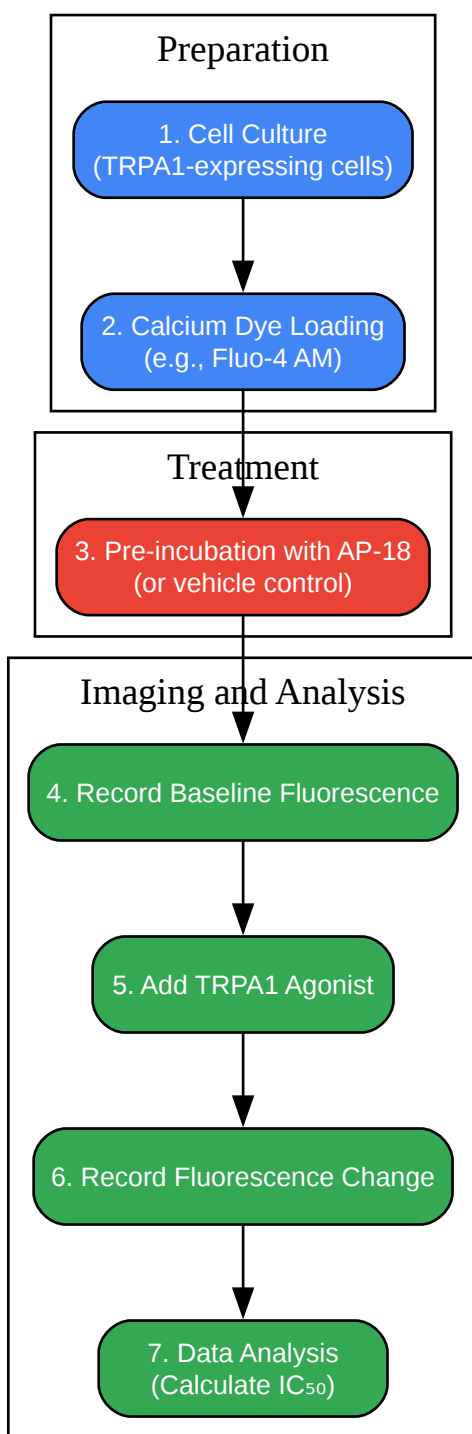 Preparation
1. Cell Culture
(TRPA1-expressing cells)
2. Calcium Dye Loading
(e.g., Fluo-4 AM)
Treatment
3. Pre-incubation with AP-18
(or vehicle control)
Imaging and Analysis
4. Record Baseline Fluorescence
5. Add TRPA1 Agonist
6. Record Fluorescence Change
7. Data Analysis
(Calculate IC₅₀)